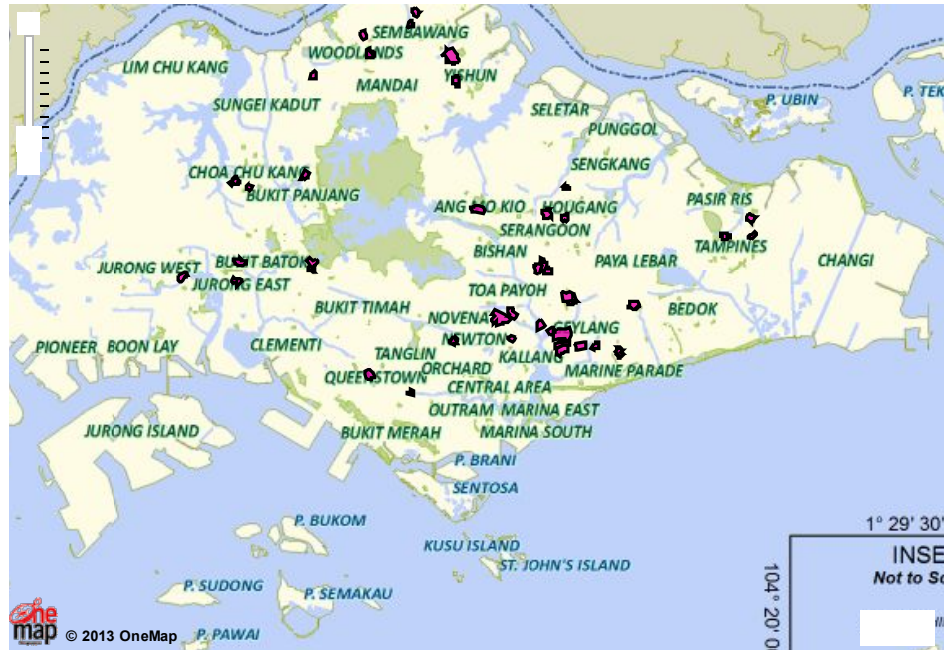 SEMBAWANG
WOODLANDS
LIM CHU KANG
YISHUN
MANDAI
SUNGEI KADUT
SELETAR
P. UBIN
P. TEK
PUNGGOL
SENGKANG
CHOA CHU KANG
BUKIT PANJANG
PASIR RIS
ANG MO KIO
HOUGANG
SERANGOON
TAMPINES
BISHAN
PAYA LEBAR
CHANGI
JURONG WEST
BUKIT BATOK
JURONG EAST
TOA PAYOH
BUKIT TIMAH
BEDOK
NOVENA
GEYLANG
PIONEER
BOON LAY
CLEMENTI
NEWTON
TANGLIN
KALLANG
ORCHARD
MARINE PARADE
QUEENSTOWN
CENTRAL AREA
OUTRAM
MARINA EAST
JURONG ISLAND
BUKIT MERAH
MARINA SOUTH
P. BRANI
SENTOSA
P. BUKOM
1° 29' 30'
KUSU ISLAND
INSE
ST. JOHN'S ISLAND
Not to Sc
104° 20' 0
P. SUDONG
P. SEMAKAU
One
map
© 2013 OneMap
P. PAWAI